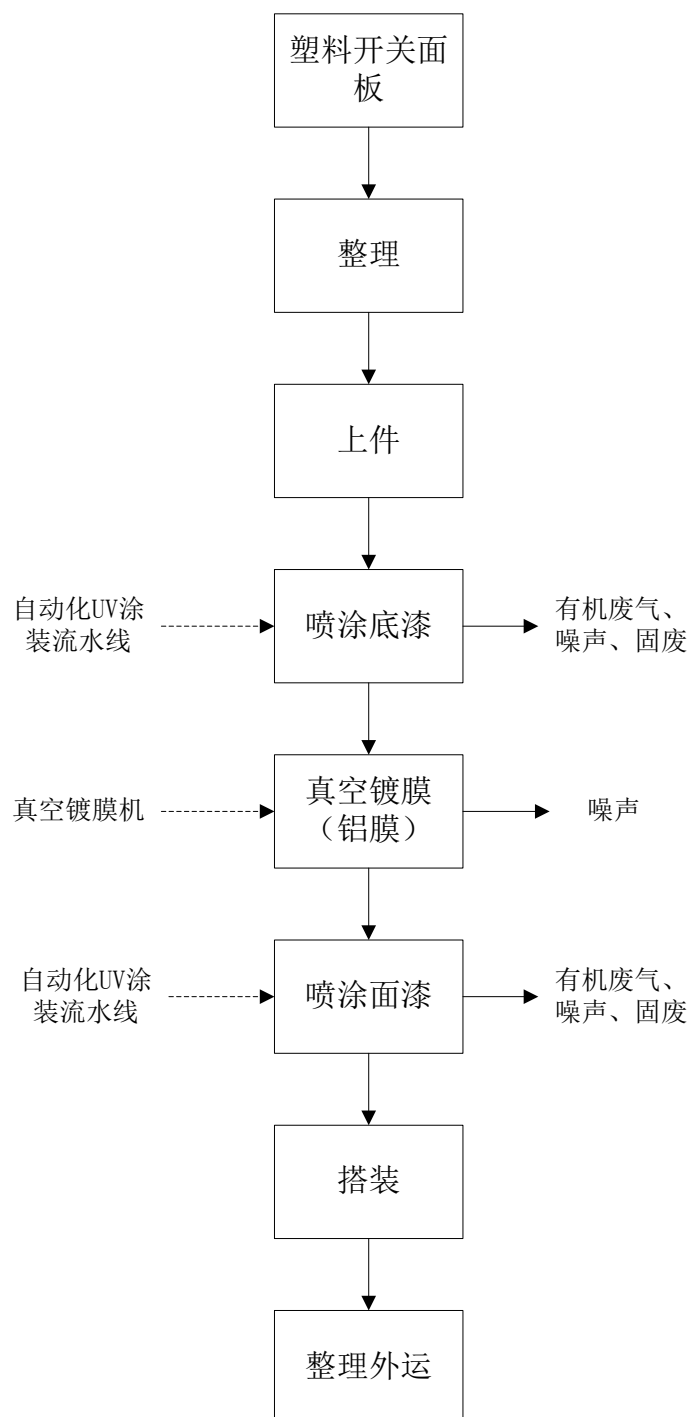 塑料开关面
板
整理
上件
自动化UV涂
装流水线
喷涂底漆
有机废气、
噪声、固废
真空镀膜机
真空镀膜
（铝膜）
噪声
自动化UV涂
装流水线
喷涂面漆
有机废气、
噪声、固废
搭装
整理外运